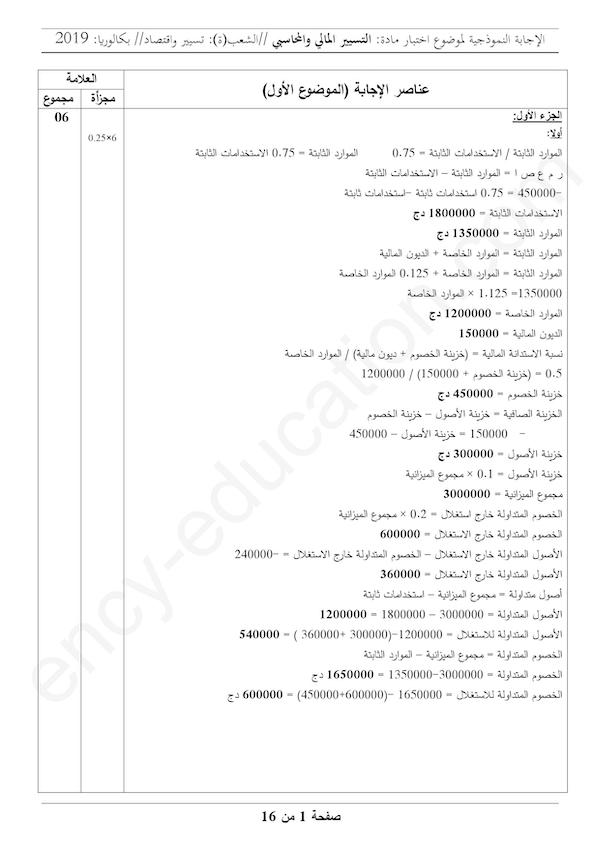 الإجابة النموذجية لموضوع اختبار مادة: التسيير المالي والمحاسبي //الشعب(ة): تسيير واقتصاد// بكالوريا: 2019
العلامة
عناصر الإجابة (الموضوع الأول)
مجزأة
مجموع
الجزء الأول:
06
أولا:
0.25×6
الموارد الثابتة / الاستخدامات الثابتة = 0.75 الموارد الثابتة = 0.75 الاستخدامات الثابتة
ر م ع ص ا = الموارد الثابتة – الاستخدامات الثابتة
-450000 = 0.75 استخدامات ثابتة -استخدامات ثابتة
الاستخدامات الثابتة = 1800000 دج
الموارد الثابتة = 1350000 دج
الموارد الثابتة = الموارد الخاصة + الديون المالية
الموارد الثابتة = الموارد الخاصة + 0.125 الموارد الخاصة
1350000= 1.125 × الموارد الخاصة
الموارد الخاصة = 1200000 دج
الديون المالية = 150000
نسبة الاستدانة المالية = (خزينة الخصوم + ديون مالية) / الموارد الخاصة
0.5 = (خزينة الخصوم + 150000) / 1200000
خزينة الخصوم = 450000 دج
الخزينة الصافية = خزينة الأصول – خزينة الخصوم
– 150000 = خزينة الأصول – 450000
خزينة الأصول = 300000 دج
خزينة الأصول = 0.1 × مجموع الميزانية
مجموع الميزانية = 3000000
الخصوم المتداولة خارج استغلال = 0.2 × مجموع الميزانية
الخصوم المتداولة خارج الاستغلال = 600000
الأصول المتداولة خارج الاستغلال – الخصوم المتداولة خارج الاستغلال = -240000
الأصول المتداولة خارج الاستغلال = 360000
أصول متداولة = مجموع الميزانية – استخدامات ثابتة
الأصول المتداولة = 3000000 – 1800000 = 1200000
الأصول المتداولة للاستغلال = 1200000-(300000 +360000 ) = 540000
الخصوم المتداولة = مجموع الميزانية – الموارد الثابتة
الخصوم المتداولة = 3000000-1350000 = 1650000 دج
الخصوم المتداولة للاستغلال = 1650000 -(600000+450000) = 600000 دج
صفحة 1 من 16
ency-education.com